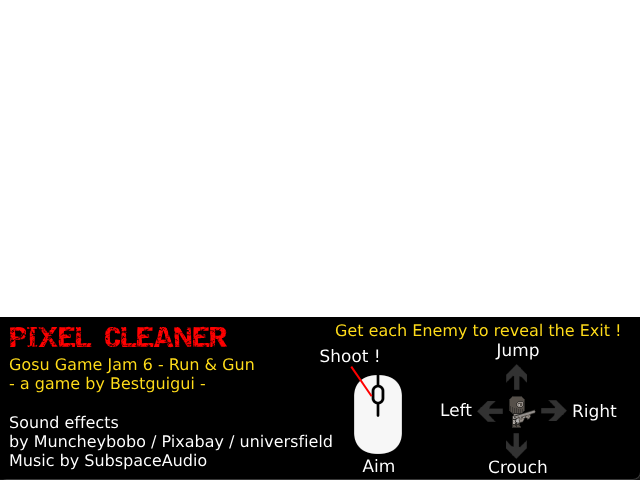 PIXEL CLEANER
Gosu Game Jam 6 - Run & Gun
- a game by Bestguigui -
Sound effects
by Muncheybobo / Pixabay / universfield
Music by SubspaceAudio
Get each Enemy to reveal the Exit !
Shoot !
Aim
Jump
Left
Right
Crouch